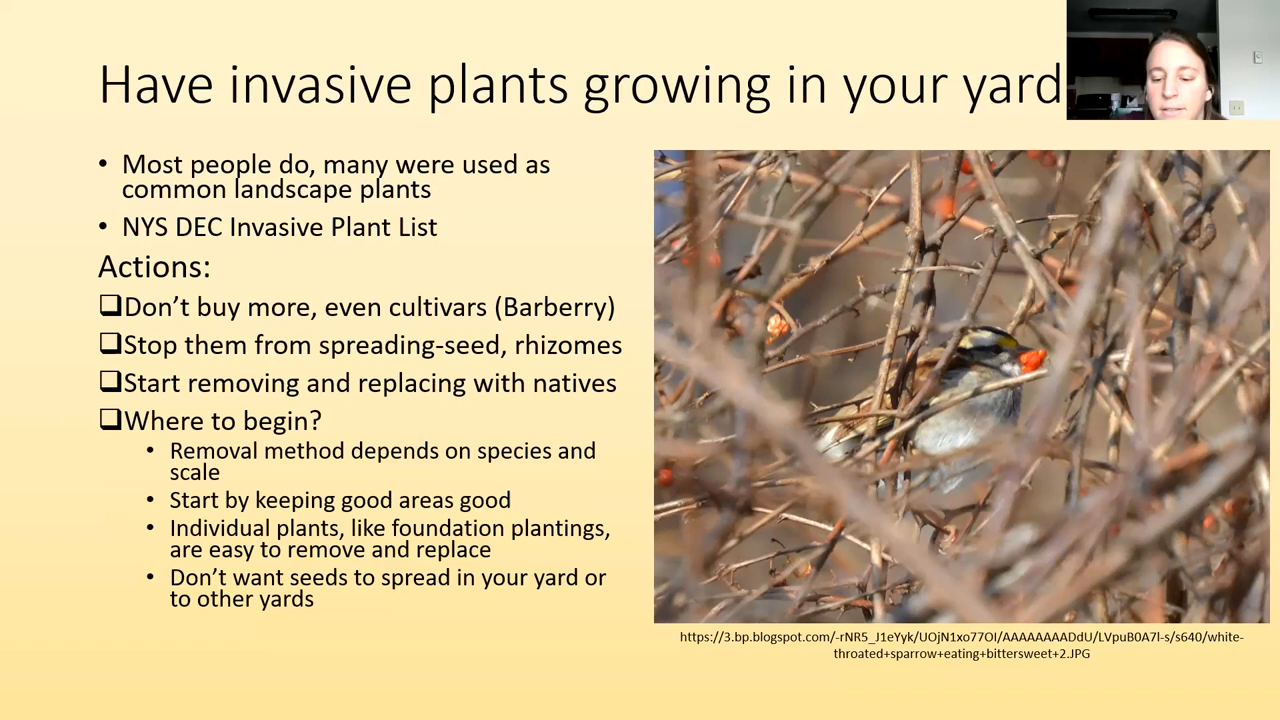 Have invasive plants growing in your yard
• Most people do, many were used as
common landscape plants
• NYS DEC Invasive Plant List
Actions:
❑Don’t buy more, even cultivars (Barberry)
❑Stop them from spreading-seed, rhizomes
❑Start removing and replacing with natives
❑Where to begin?
• Removal method depends on species and
scale
• Start by keeping good areas good
• Individual plants, like foundation plantings,
are easy to remove and replace
• Don’t want seeds to spread in your yard or
to other yards
https://3.bp.blogspot.com/-rNR5_J1eYyk/UOjN1xo77OI/AAAAAAAADdU/LVpuB0A7l-s/s640/white-
throated+sparrow+eating+bittersweet+2.JPG